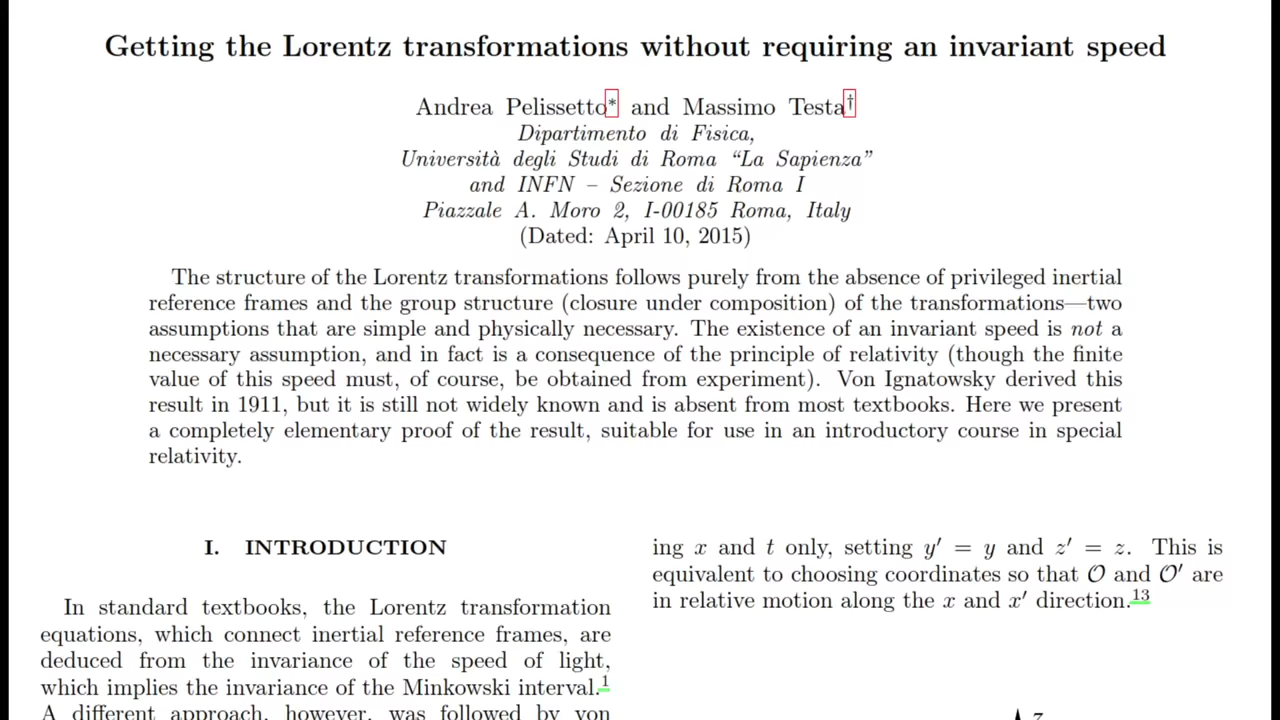 Getting the Lorentz transformations without requiring an invariant speed
Andrea Pelissetto* and Massimo Testa†
Dipartimento di Fisica,
Università degli Studi di Roma “La Sapienza”
and INFN – Sezione di Roma I
Piazzale A. Moro 2, I-00185 Roma, Italy
(Dated: April 10, 2015)
The structure of the Lorentz transformations follows purely from the absence of privileged inertial
reference frames and the group structure (closure under composition) of the transformations—two
assumptions that are simple and physically necessary. The existence of an invariant speed is not a
necessary assumption, and in fact is a consequence of the principle of relativity (though the finite
value of this speed must, of course, be obtained from experiment). Von Ignatowsky derived this
result in 1911, but it is still not widely known and is absent from most textbooks. Here we present
a completely elementary proof of the result, suitable for use in an introductory course in special
relativity.
I. INTRODUCTION
In standard textbooks, the Lorentz transformation
equations, which connect inertial reference frames, are
deduced from the invariance of the speed of light,
which implies the invariance of the Minkowski interval.1
A different approach, however, was followed by von
ing x and t only, setting y′ = y and z′ = z. This is
equivalent to choosing coordinates so that 𝒪 and 𝒪′ are
in relative motion along the x and x′ direction.13
z